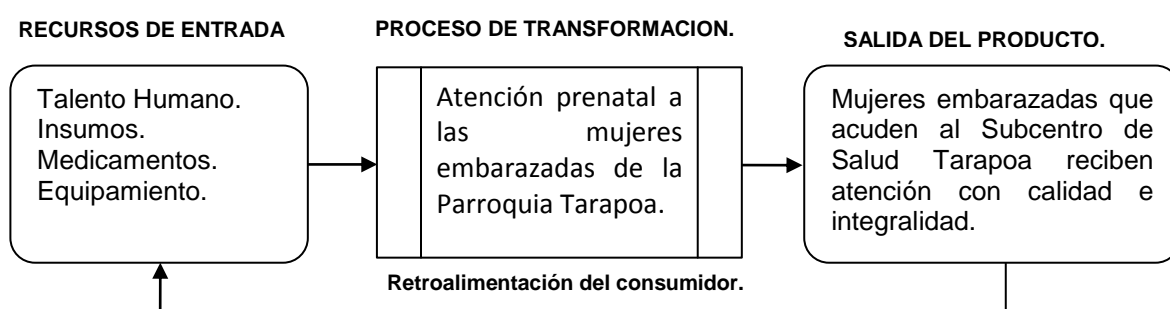 RECURSOS DE ENTRADA
PROCESO DE TRANSFORMACION.
SALIDA DEL PRODUCTO.
Talento Humano.
Insumos.
Medicamentos.
Equipamiento.
Atención prenatal a
las mujeres
embarazadas de la
Parroquia Tarapoa.
Mujeres embarazadas que
acuden al Subcentro de
Salud Tarapoa reciben
atención con calidad e
integralidad.
Retroalimentación del consumidor.